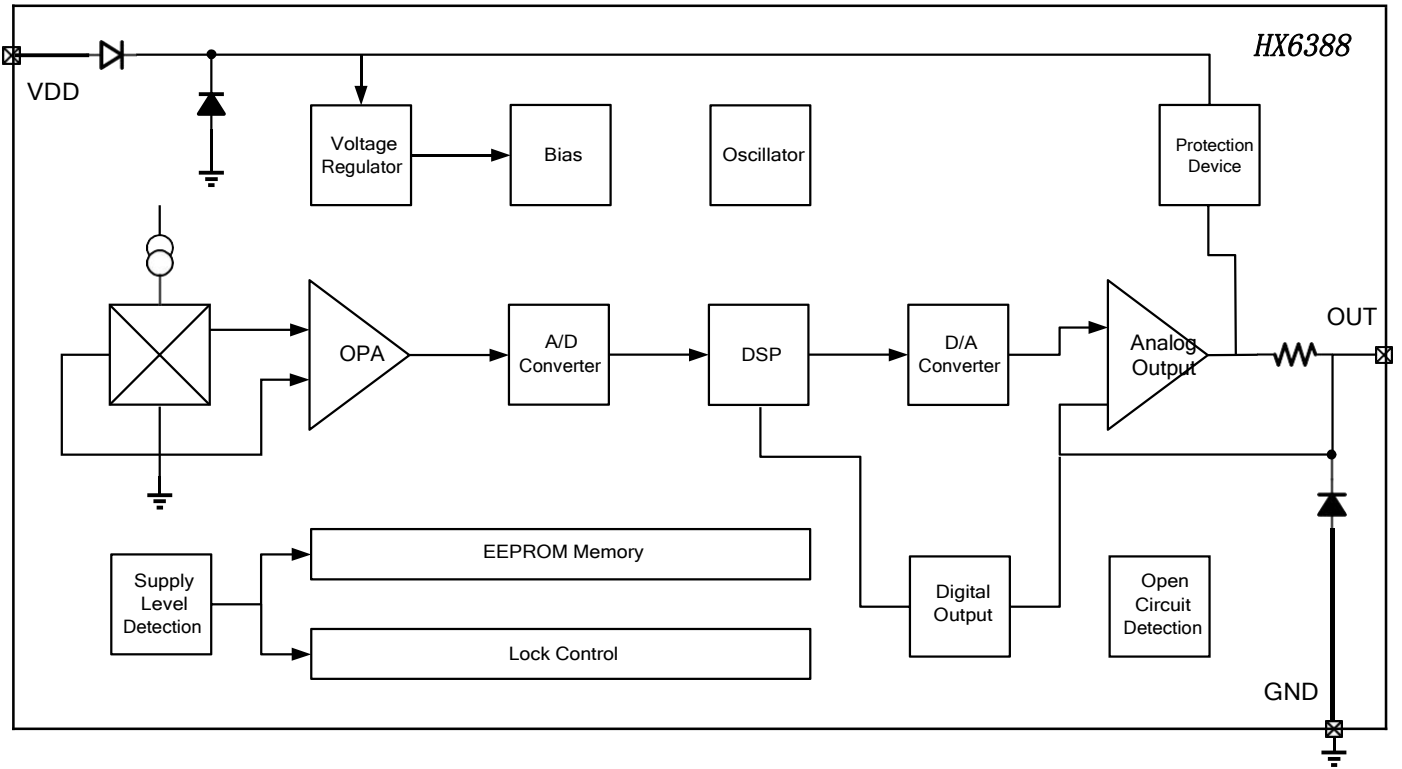 HX6388
VDD
Voltage
Regulator
Bias
Oscillator
Protection
Device
OPA
A/D
Converter
DSP
D/A
Converter
Analog
Output
OUT
Supply
Level
Detection
EEPROM Memory
Lock Control
Digital
Output
Open
Circuit
Detection
GND